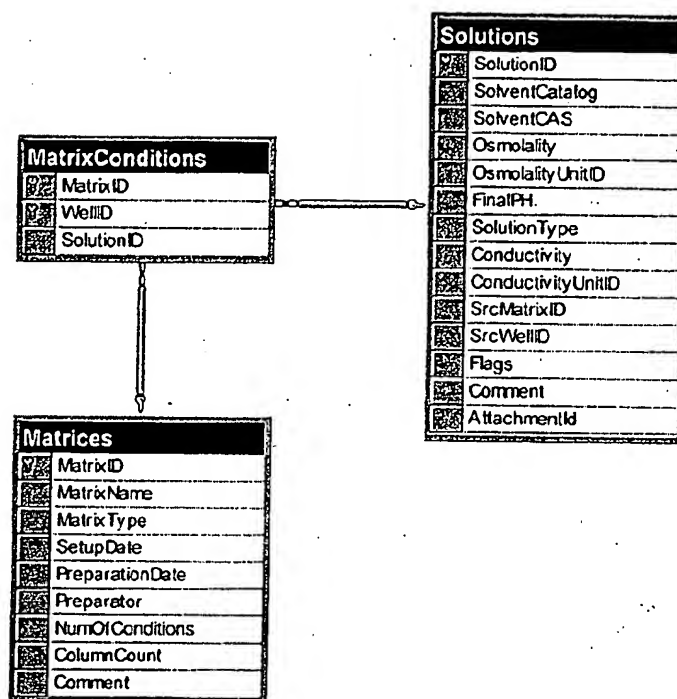 Solutions
SolutionID
SolventCatalog
SolventCAS
Osmolality
OsmolalityUnitID
FinalPH.
SolutionType
Conductivity
ConductivityUnitID
SrcMatrixID
SrcWellID
Flags
Comment
AttachmentId
MatrixConditions
MatrixID
WellID
SolutionID
Matrices
MatrixID
MatrixName
MatrixType
SetupDate
PreparationDate
Preparator
NumOfConditions
ColumnCount
Comment